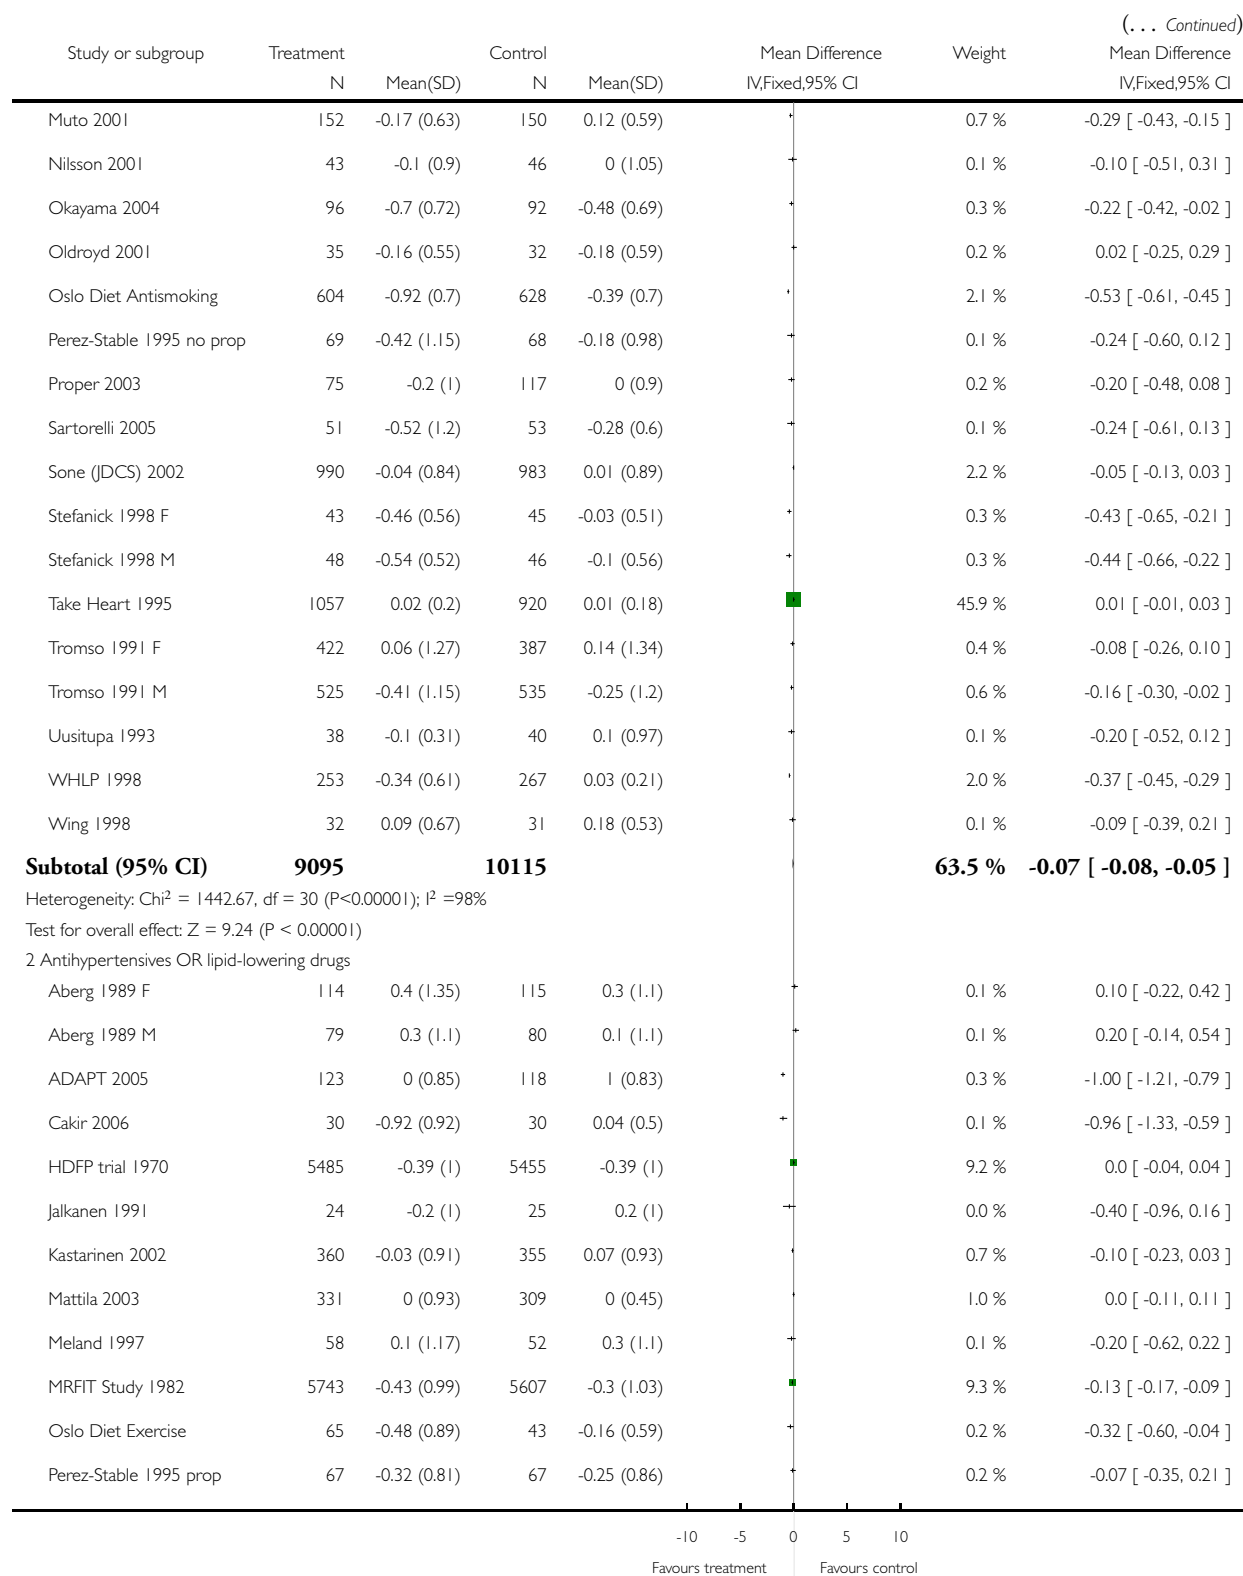 (... Continued)
Study or subgroup Treatment Control Mean Difference Weight Mean Difference
N Mean(SD) N Mean(SD) IV,Fixed,95% CI IV,Fixed,95% CI
Muto 2001 152 -0.17 (0.63) 150 0.12 (0.59) 0.7 % -0.29 [ -0.43, -0.15 ]
Nilsson 2001 43 -0.1 (0.9) 46 0 (1.05) 0.1 % -0.10 [ -0.51, 0.31 ]
Okayama 2004 96 -0.7 (0.72) 92 -0.48 (0.69) 0.3 % -0.22 [ -0.42, -0.02 ]
Oldroyd 2001 35 -0.16 (0.55) 32 -0.18 (0.59) 0.2 % 0.02 [ -0.25, 0.29 ]
Oslo Diet Antismoking 604 -0.92 (0.7) 628 -0.39 (0.7) 2.1 % -0.53 [ -0.61, -0.45 ]
Perez-Stable 1995 no prop 69 -0.42 (1.15) 68 -0.18 (0.98) 0.1 % -0.24 [ -0.60, 0.12 ]
Proper 2003 75 -0.2 (1) 117 0 (0.9) 0.2 % -0.20 [ -0.48, 0.08 ]
Sartorelli 2005 51 -0.52 (1.2) 53 -0.28 (0.6) 0.1 % -0.24 [ -0.61, 0.13 ]
Sone (JDCS) 2002 990 -0.04 (0.84) 983 0.01 (0.89) 2.2 % -0.05 [ -0.13, 0.03 ]
Stefanick 1998 F 43 -0.46 (0.56) 45 -0.03 (0.51) 0.3 % -0.43 [ -0.65, -0.21 ]
Stefanick 1998 M 48 -0.54 (0.52) 46 -0.1 (0.56) 0.3 % -0.44 [ -0.66, -0.22 ]
Take Heart 1995 1057 0.02 (0.2) 920 0.01 (0.18) 45.9 % 0.01 [ -0.01, 0.03 ]
Tromso 1991 F 422 0.06 (1.27) 387 0.14 (1.34) 0.4 % -0.08 [ -0.26, 0.10 ]
Tromso 1991 M 525 -0.41 (1.15) 535 -0.25 (1.2) 0.6 % -0.16 [ -0.30, -0.02 ]
Uusitupa 1993 38 -0.1 (0.31) 40 0.1 (0.97) 0.1 % -0.20 [ -0.52, 0.12 ]
WHLP 1998 253 -0.34 (0.61) 267 0.03 (0.21) 2.0 % -0.37 [ -0.45, -0.29 ]
Wing 1998 32 0.09 (0.67) 31 0.18 (0.53) 0.1 % -0.09 [ -0.39, 0.21 ]
Subtotal (95% CI) 9095 10115 63.5 % -0.07 [ -0.08, -0.05 ]
Heterogeneity: Chi² = 1442.67, df = 30 (P<0.00001); I² =98%
Test for overall effect: Z = 9.24 (P < 0.00001)
2 Antihypertensives OR lipid-lowering drugs
Aberg 1989 F 114 0.4 (1.35) 115 0.3 (1.1) 0.1 % 0.10 [ -0.22, 0.42 ]
Aberg 1989 M 79 0.3 (1.1) 80 0.1 (1.1) 0.1 % 0.20 [ -0.14, 0.54 ]
ADAPT 2005 123 0 (0.85) 118 1 (0.83) 0.3 % -1.00 [ -1.21, -0.79 ]
Cakir 2006 30 -0.92 (0.92) 30 0.04 (0.5) 0.1 % -0.96 [ -1.33, -0.59 ]
HDFP trial 1970 5485 -0.39 (1) 5455 -0.39 (1) 9.2 % 0.0 [ -0.04, 0.04 ]
Jalkanen 1991 24 -0.2 (1) 25 0.2 (1) 0.0 % -0.40 [ -0.96, 0.16 ]
Kastarinen 2002 360 -0.03 (0.91) 355 0.07 (0.93) 0.7 % -0.10 [ -0.23, 0.03 ]
Mattila 2003 331 0 (0.93) 309 0 (0.45) 1.0 % 0.0 [ -0.11, 0.11 ]
Meland 1997 58 0.1 (1.17) 52 0.3 (1.1) 0.1 % -0.20 [ -0.62, 0.22 ]
MRFIT Study 1982 5743 -0.43 (0.99) 5607 -0.3 (1.03) 9.3 % -0.13 [ -0.17, -0.09 ]
Oslo Diet Exercise 65 -0.48 (0.89) 43 -0.16 (0.59) 0.2 % -0.32 [ -0.60, -0.04 ]
Perez-Stable 1995 prop 67 -0.32 (0.81) 67 -0.25 (0.86) 0.2 % -0.07 [ -0.35, 0.21 ]
-10 -5 0 5 10
Favours treatment Favours control